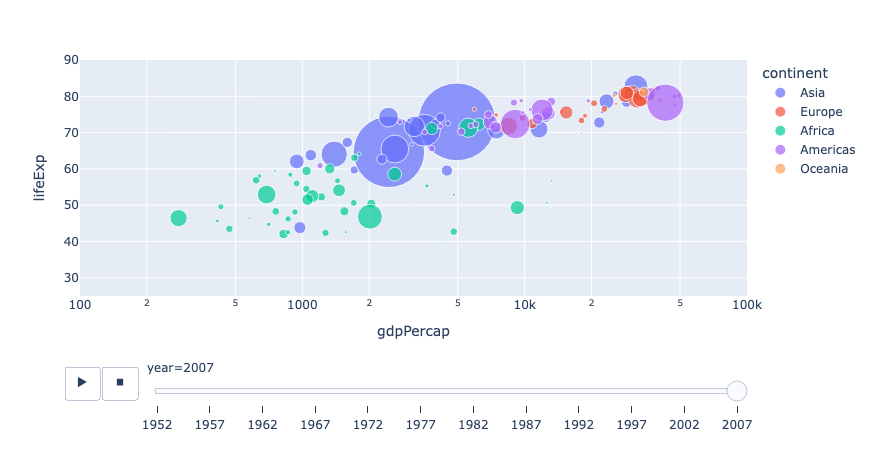 continent
Asia
Europe
Africa
Americas
Oceania
lifeExp
90
80
70
60
50
40
30
100 2 5 1000 2 5 10k 2 5 100k
gdpPercap
year=2007
1952 1957 1962 1967 1972 1977 1982 1987 1992 1997 2002 2007